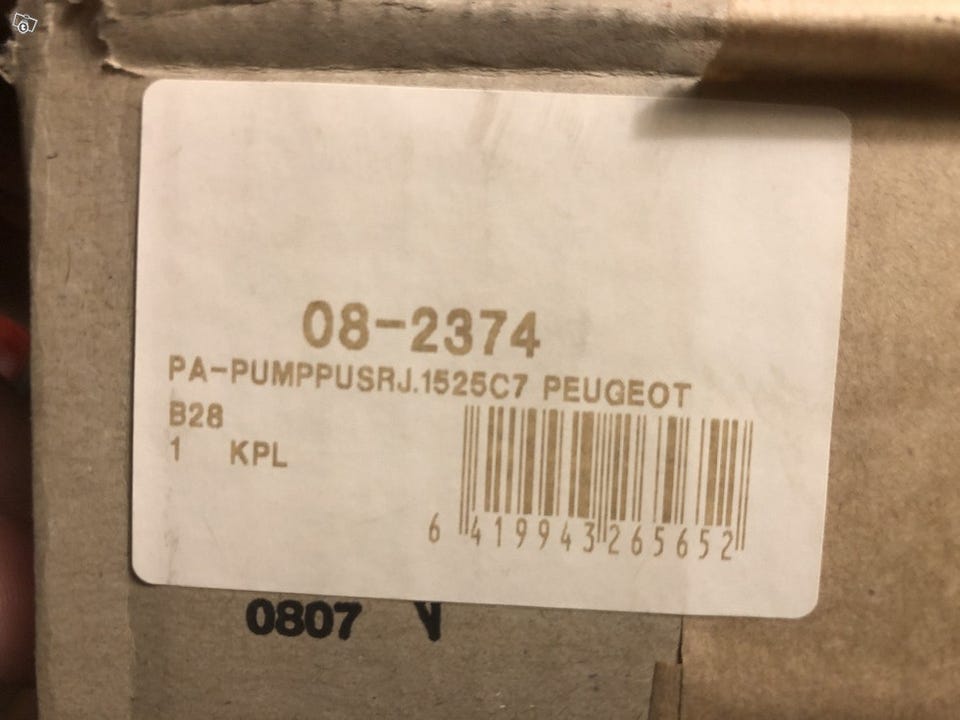 08-2374
PA-PUMPPUSRJ.1525C7 PEUGEOT
B28
1 KPL
6 419943 265652
0807 V